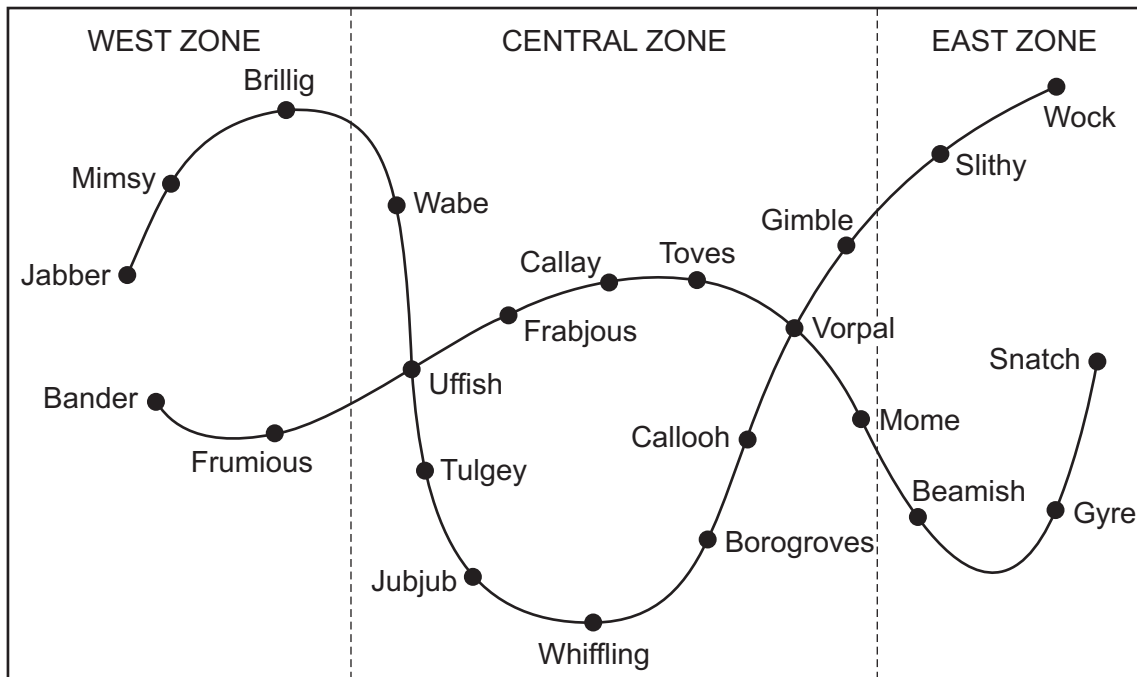 WEST ZONE
CENTRAL ZONE
EAST ZONE
Brillig
Wock
Slithy
Mimsy
Wabe
Gimble
Toves
Callay
Jabber
Frabjous
Vorpal
Snatch
Uffish
Bander
Mome
Callooh
Frumious
Tulgey
Beamish
Gyre
Borogroves
Jubjub
Whiffling